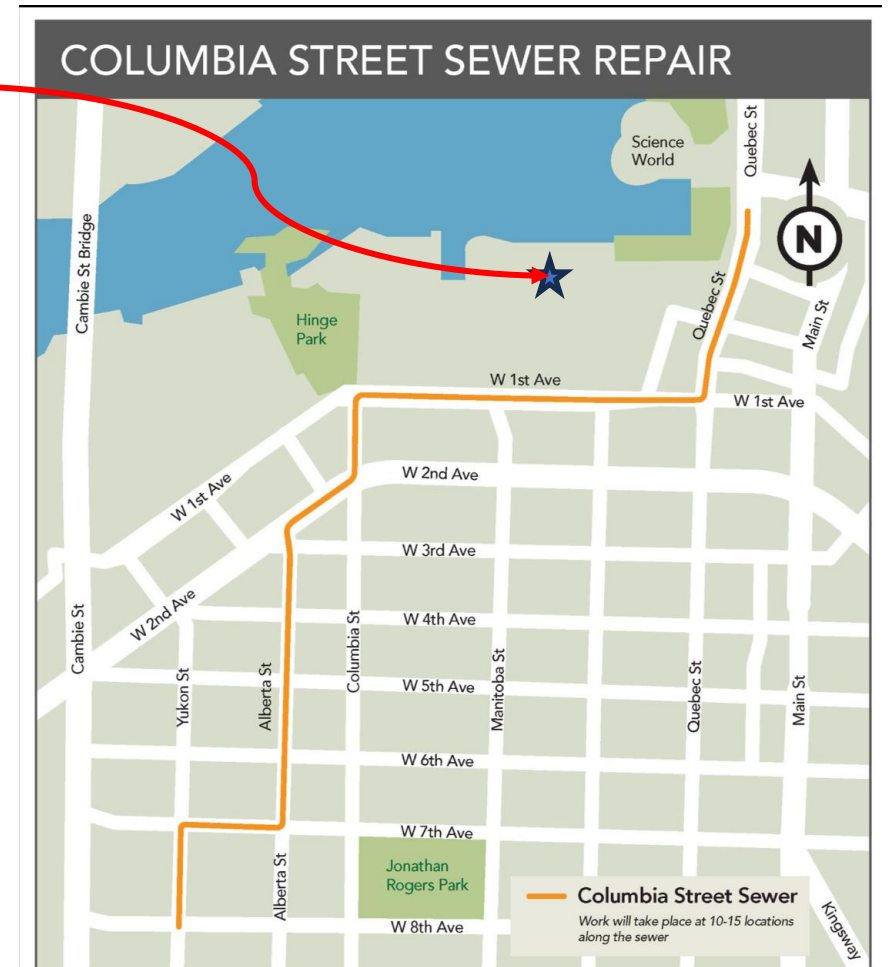 COLUMBIA STREET SEWER REPAIR
Quebec St
Science
World
Cambie St Bridge
N
Quebec St
Main St
Hinge
Park
W 1st Ave
W 1st Ave
W 2nd Ave
W 1st Ave
W 3rd Ave
W 2nd Ave
W 4th Ave
Cambie St
Columbia St
Yukon St
Alberta St
W 5th Ave
Manitoba St
Quebec St
Main St
W 6th Ave
W 7th Ave
Jonathan
Rogers Park
Alberta St
W 8th Ave
Columbia Street Sewer
Work will take place at 10-15 locations
along the sewer
Kingsway